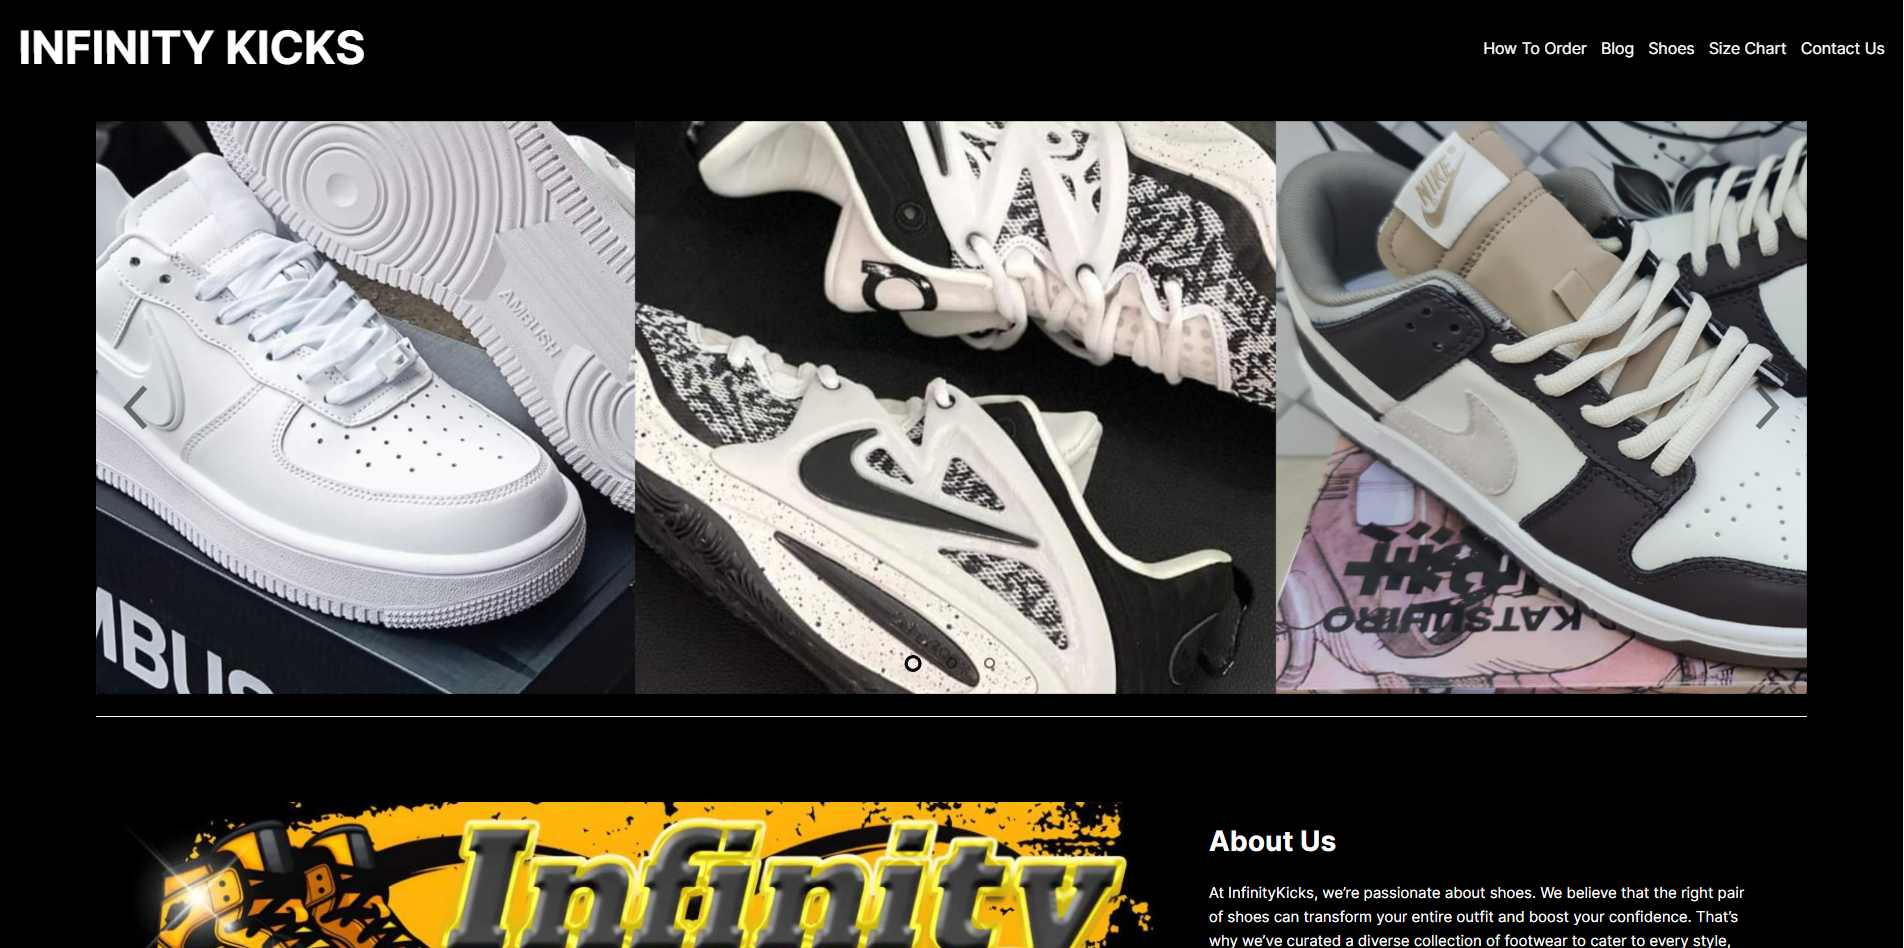 INFINITY KICKS
How To Order Blog Shoes Size Chart Contact Us
AMBUSH
NIKE
KATSUHIRO
Infinity
About Us
At InfinityKicks, we’re passionate about shoes. We believe that the right pair
of shoes can transform your entire outfit and boost your confidence. That’s
why we’ve curated a diverse collection of footwear to cater to every style,